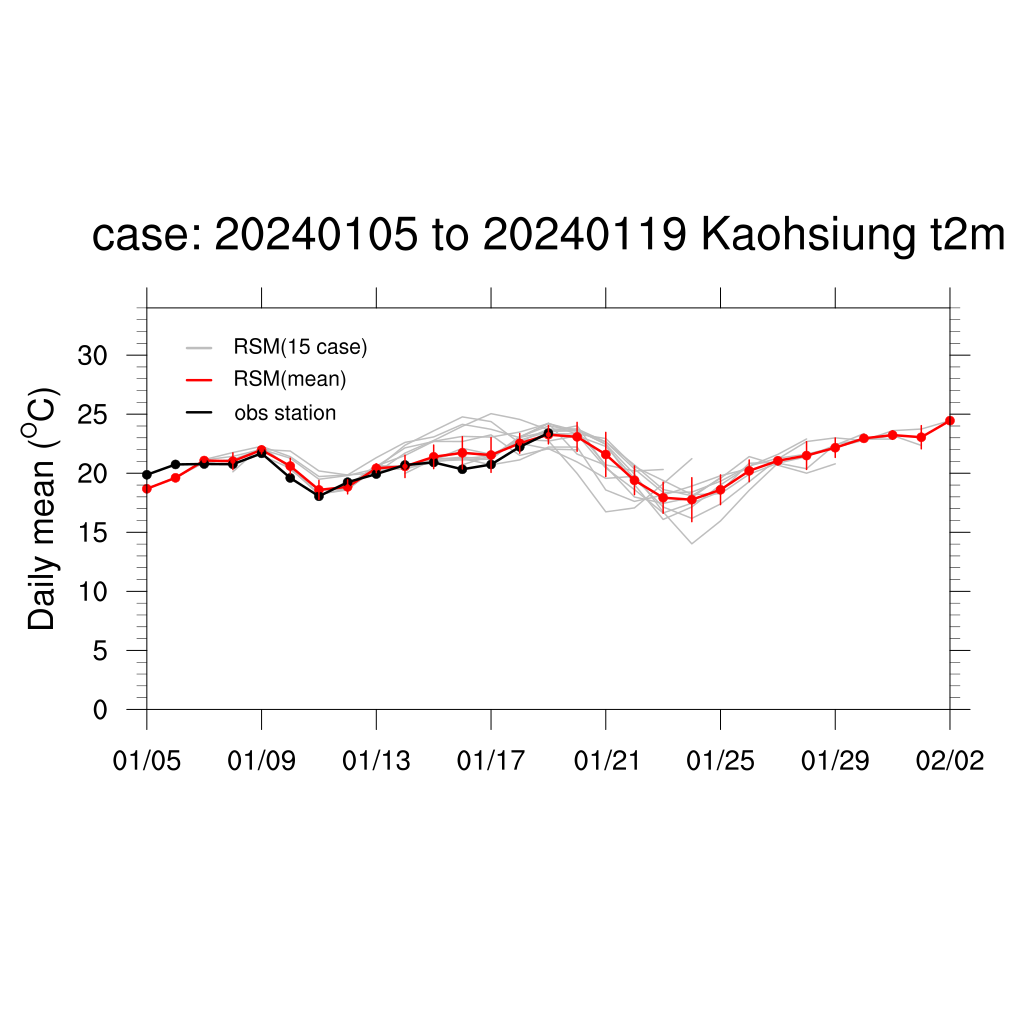 case: 20240105 to 20240119 Kaohsiung t2m
RSM(15 case)
RSM(mean)
obs station
Daily mean (°C)
30
25
20
15
10
5
0
01/05 01/09 01/13 01/17 01/21 01/25 01/29 02/02